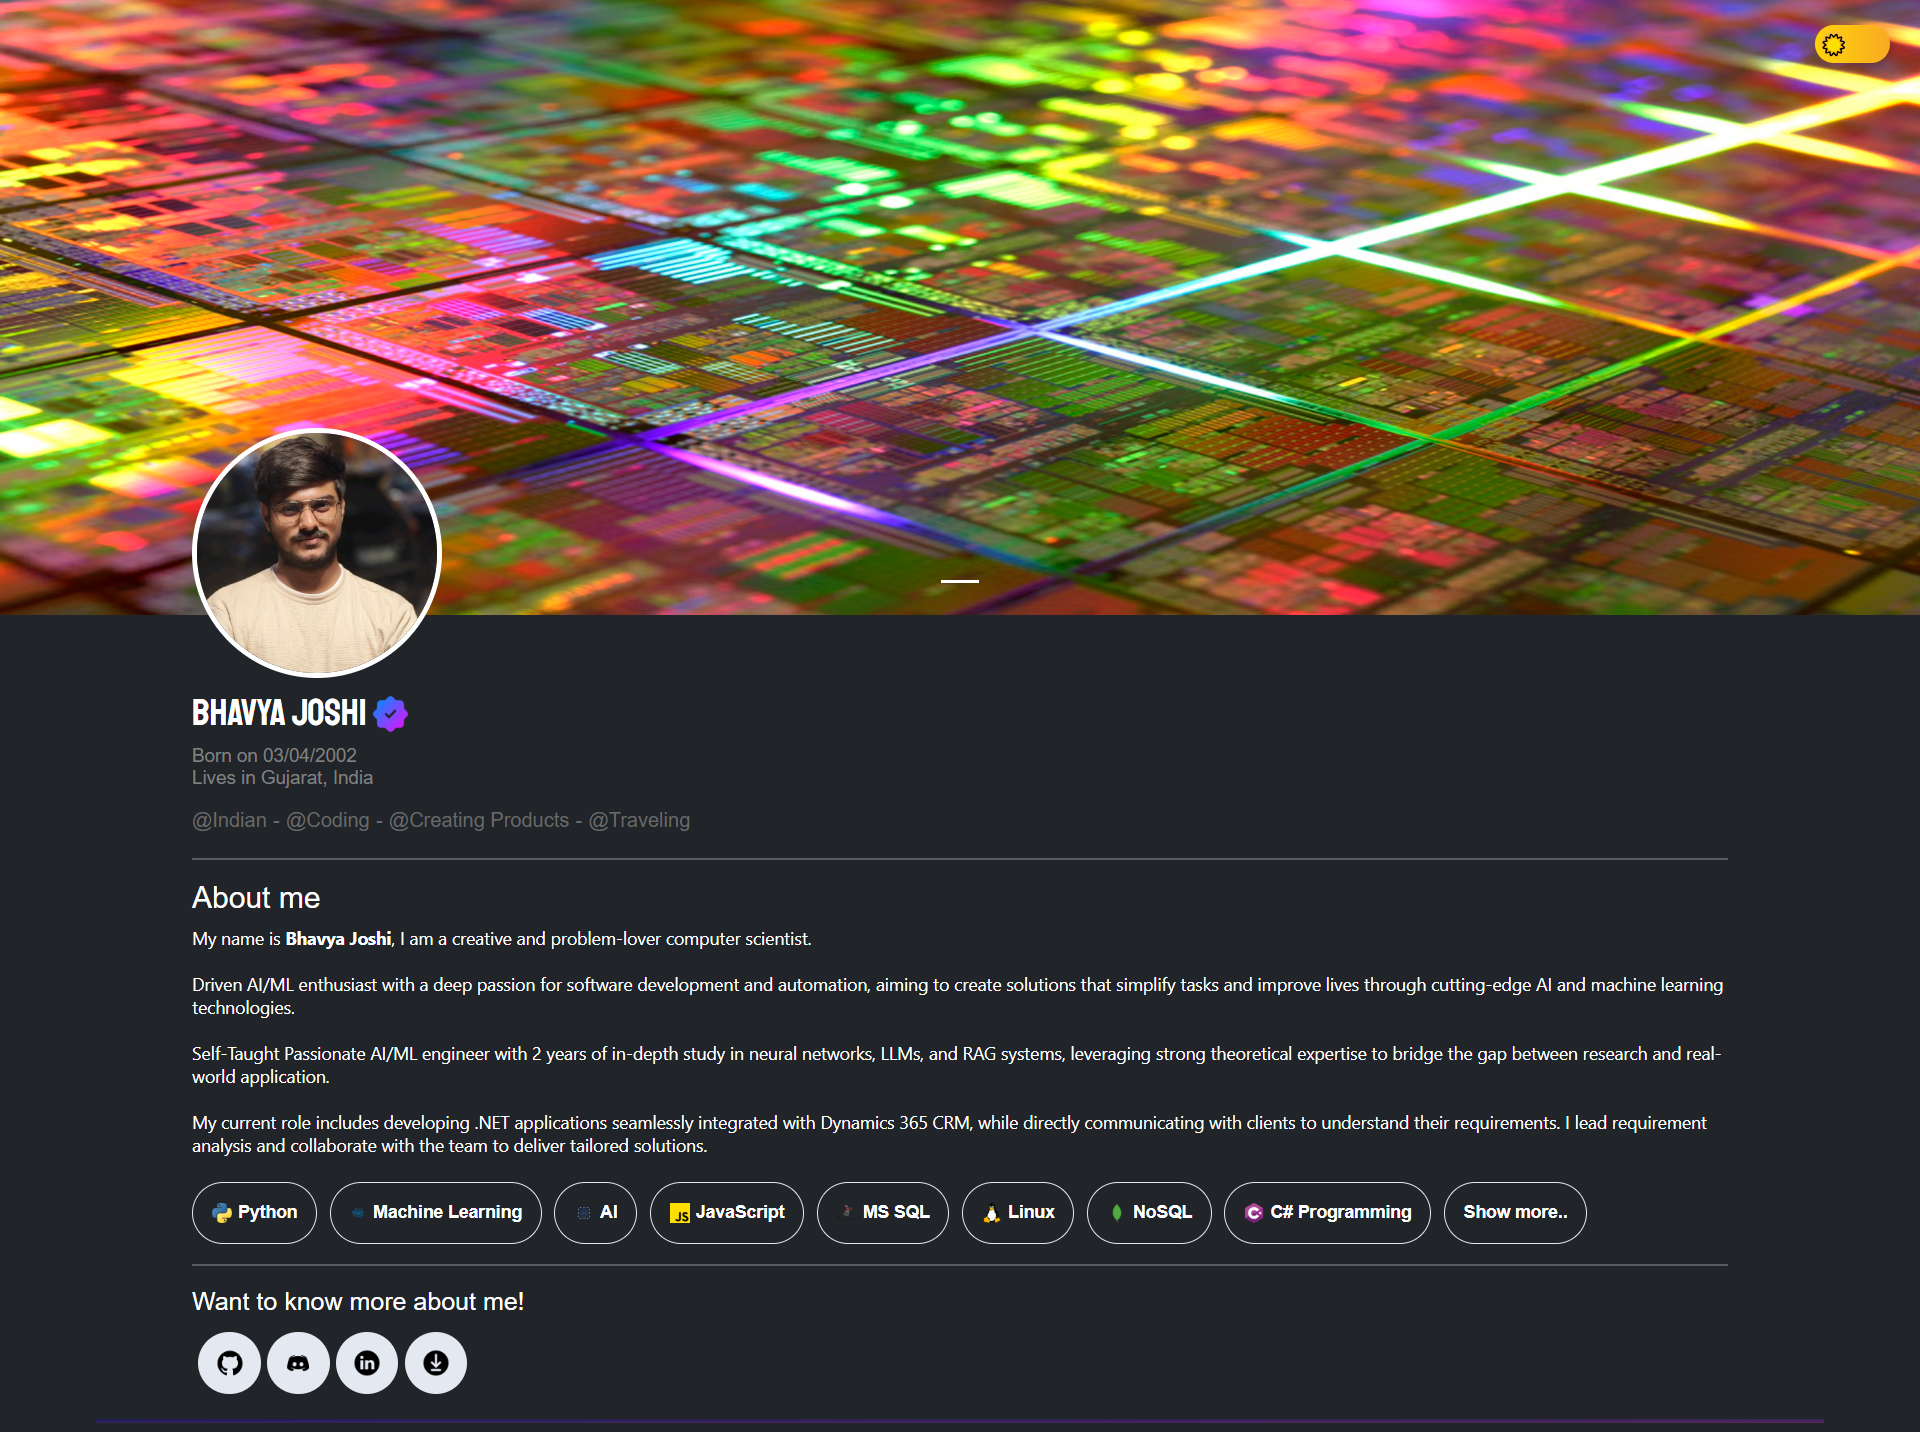 BHAVYA JOSHI
Born on 03/04/2002
Lives in Gujarat, India
@Indian - @Coding - @Creating Products - @Traveling
About me
My name is Bhavya Joshi, I am a creative and problem-lover computer scientist.
Driven AI/ML enthusiast with a deep passion for software development and automation, aiming to create solutions that simplify tasks and improve lives through cutting-edge AI and machine learning
technologies.
Self-Taught Passionate AI/ML engineer with 2 years of in-depth study in neural networks, LLMs, and RAG systems, leveraging strong theoretical expertise to bridge the gap between research and real-
world application.
My current role includes developing .NET applications seamlessly integrated with Dynamics 365 CRM, while directly communicating with clients to understand their requirements. I lead requirement
analysis and collaborate with the team to deliver tailored solutions.
Python Machine Learning AI JS JavaScript MS SQL Linux NoSQL C C# Programming Show more..
Want to know more about me!
in